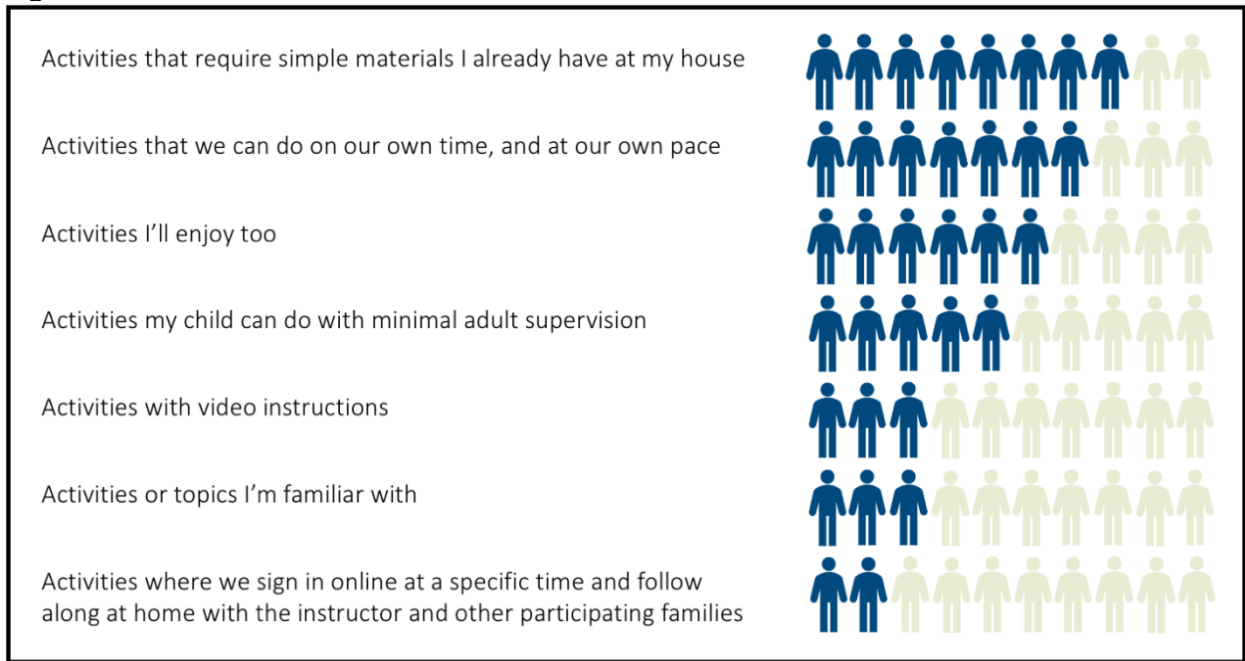 Activities that require simple materials I already have at my house
Activities that we can do on our own time, and at our own pace
Activities I’ll enjoy too
Activities my child can do with minimal adult supervision
Activities with video instructions
Activities or topics I’m familiar with
Activities where we sign in online at a specific time and follow
along at home with the instructor and other participating families